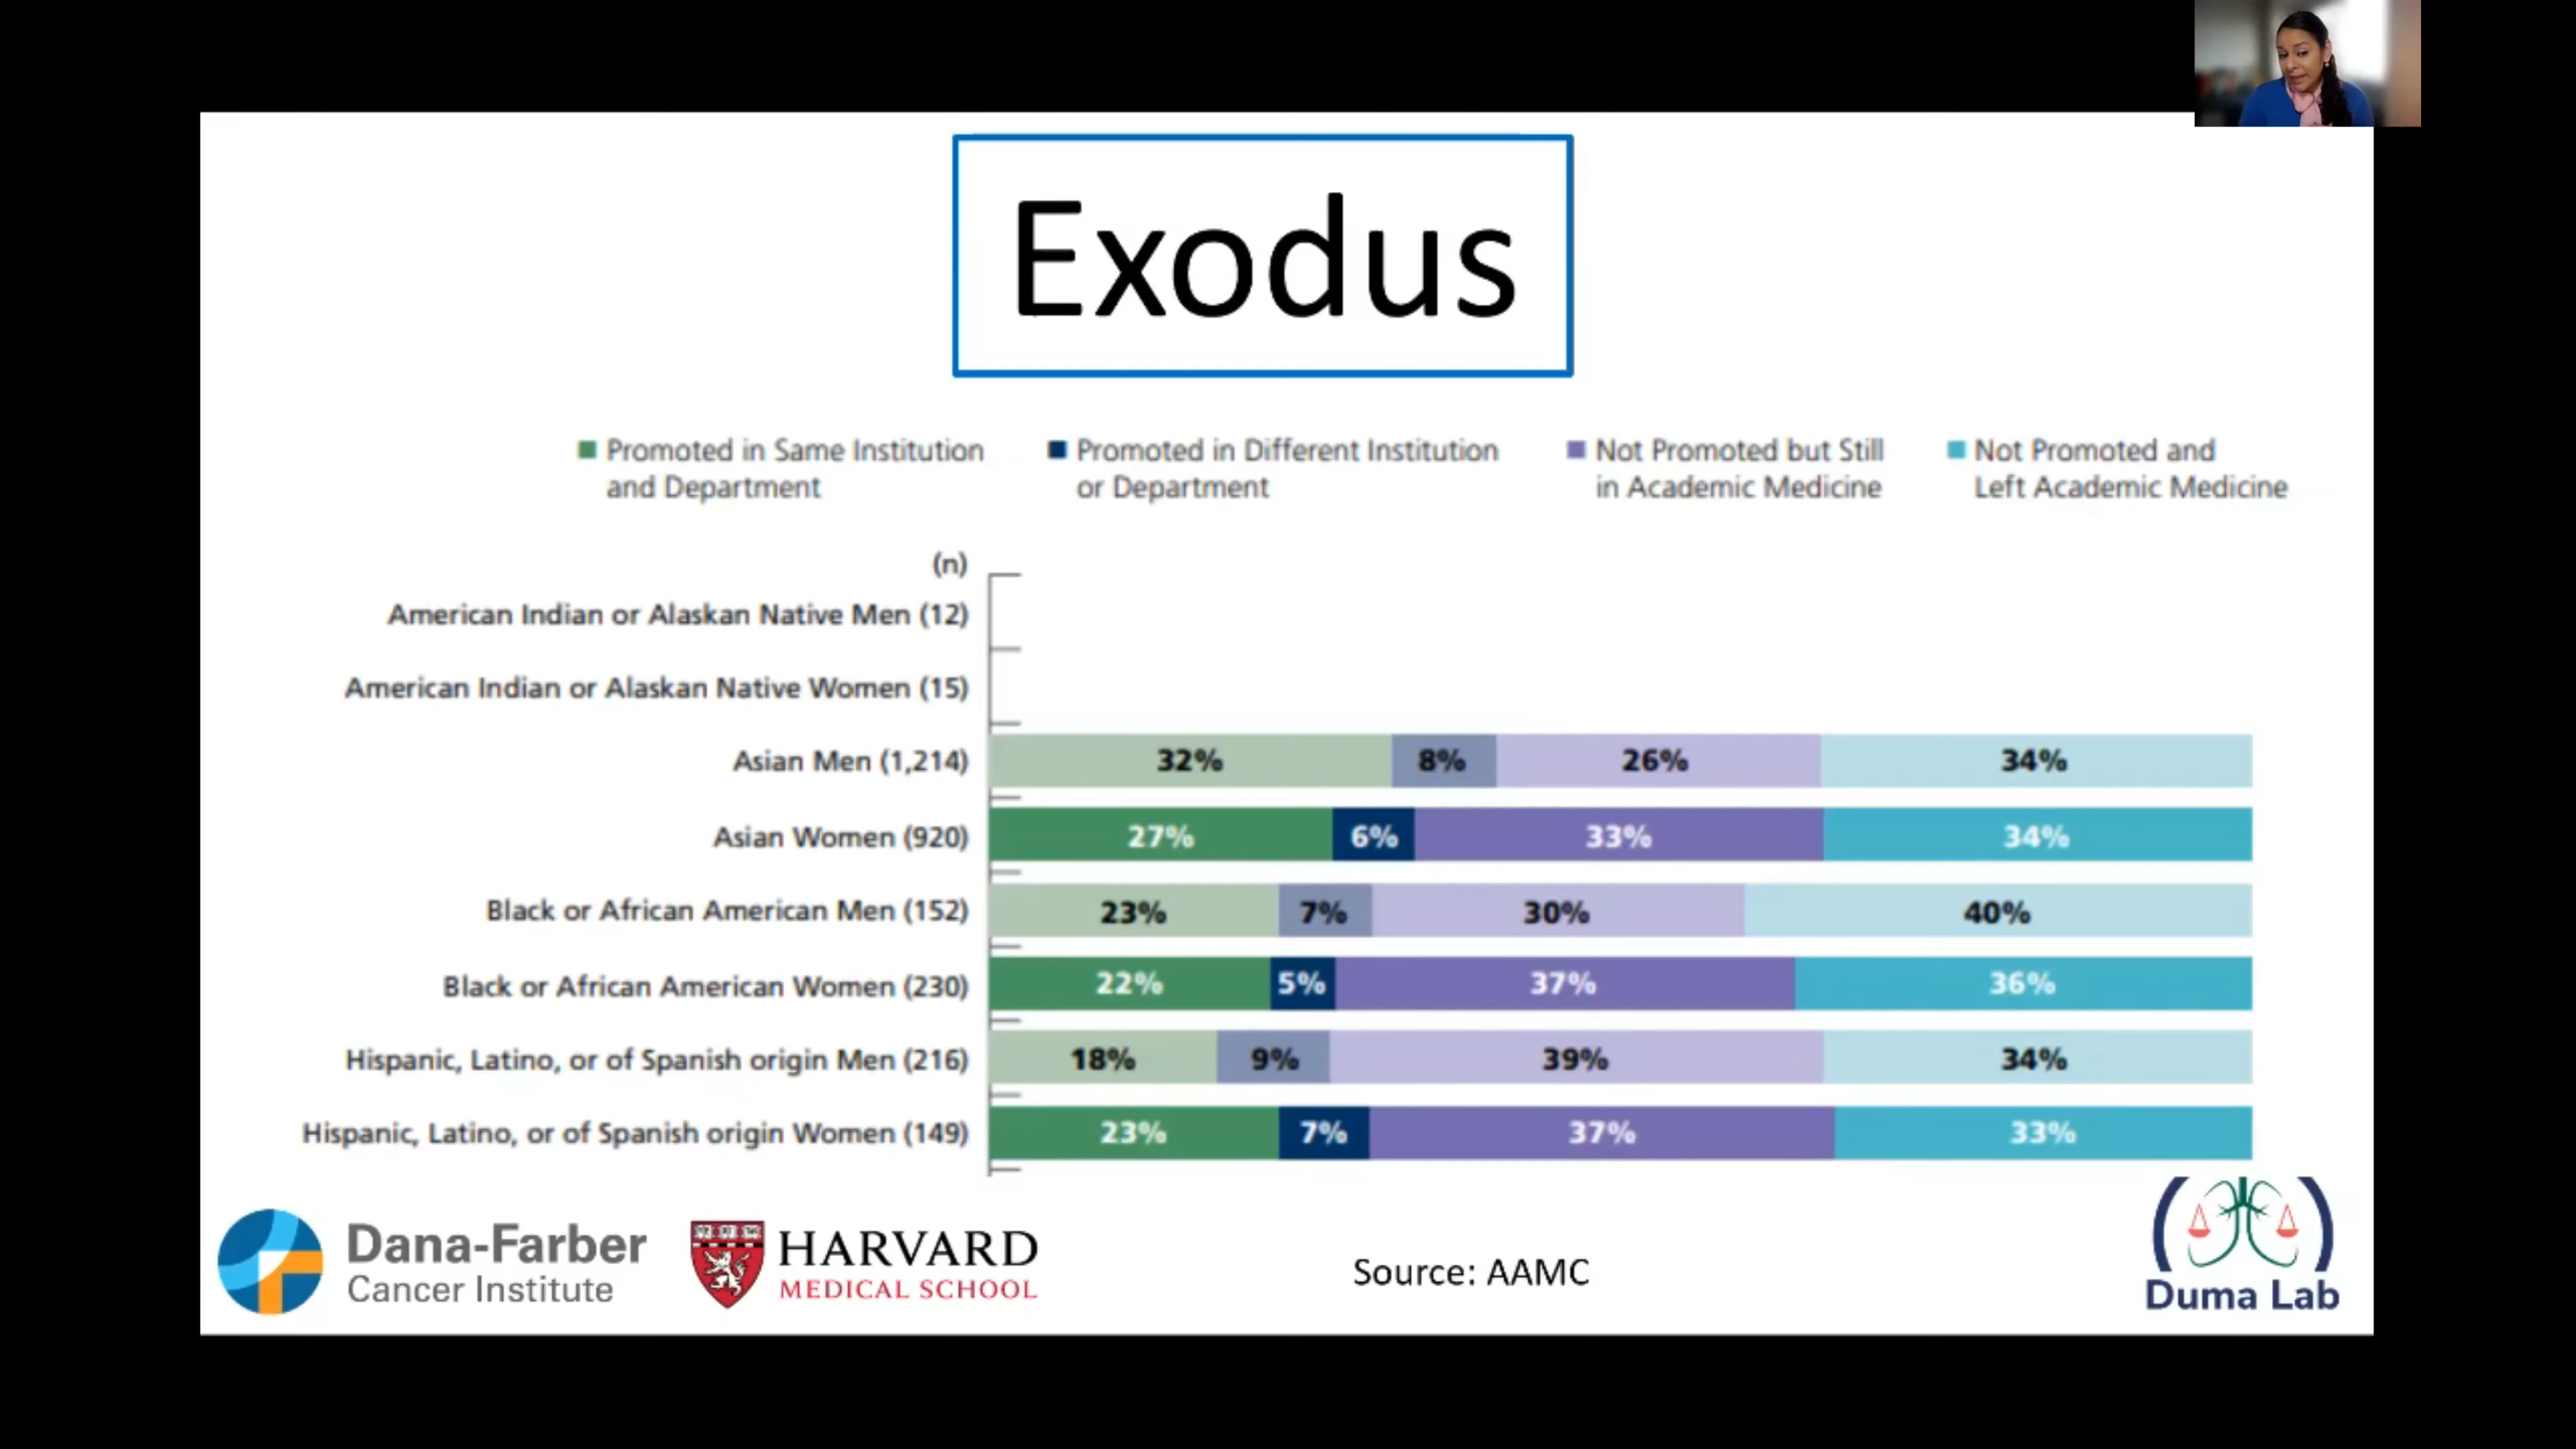 Exodus
Promoted in Same Institution
and Department
Promoted in Different Institution
or Department
Not Promoted but Still
in Academic Medicine
Not Promoted and
Left Academic Medicine
(n)
American Indian or Alaskan Native Men (12)
American Indian or Alaskan Native Women (15)
Asian Men (1,214) 32% 8% 26% 34%
Asian Women (920) 27% 6% 33% 34%
Black or African American Men (152) 23% 7% 30% 40%
Black or African American Women (230) 22% 5% 37% 36%
Hispanic, Latino, or of Spanish origin Men (216) 18% 9% 39% 34%
Hispanic, Latino, or of Spanish origin Women (149) 23% 7% 37% 33%
Dana-Farber
Cancer Institute
HARVARD
MEDICAL SCHOOL
Source: AAMC
Duma Lab